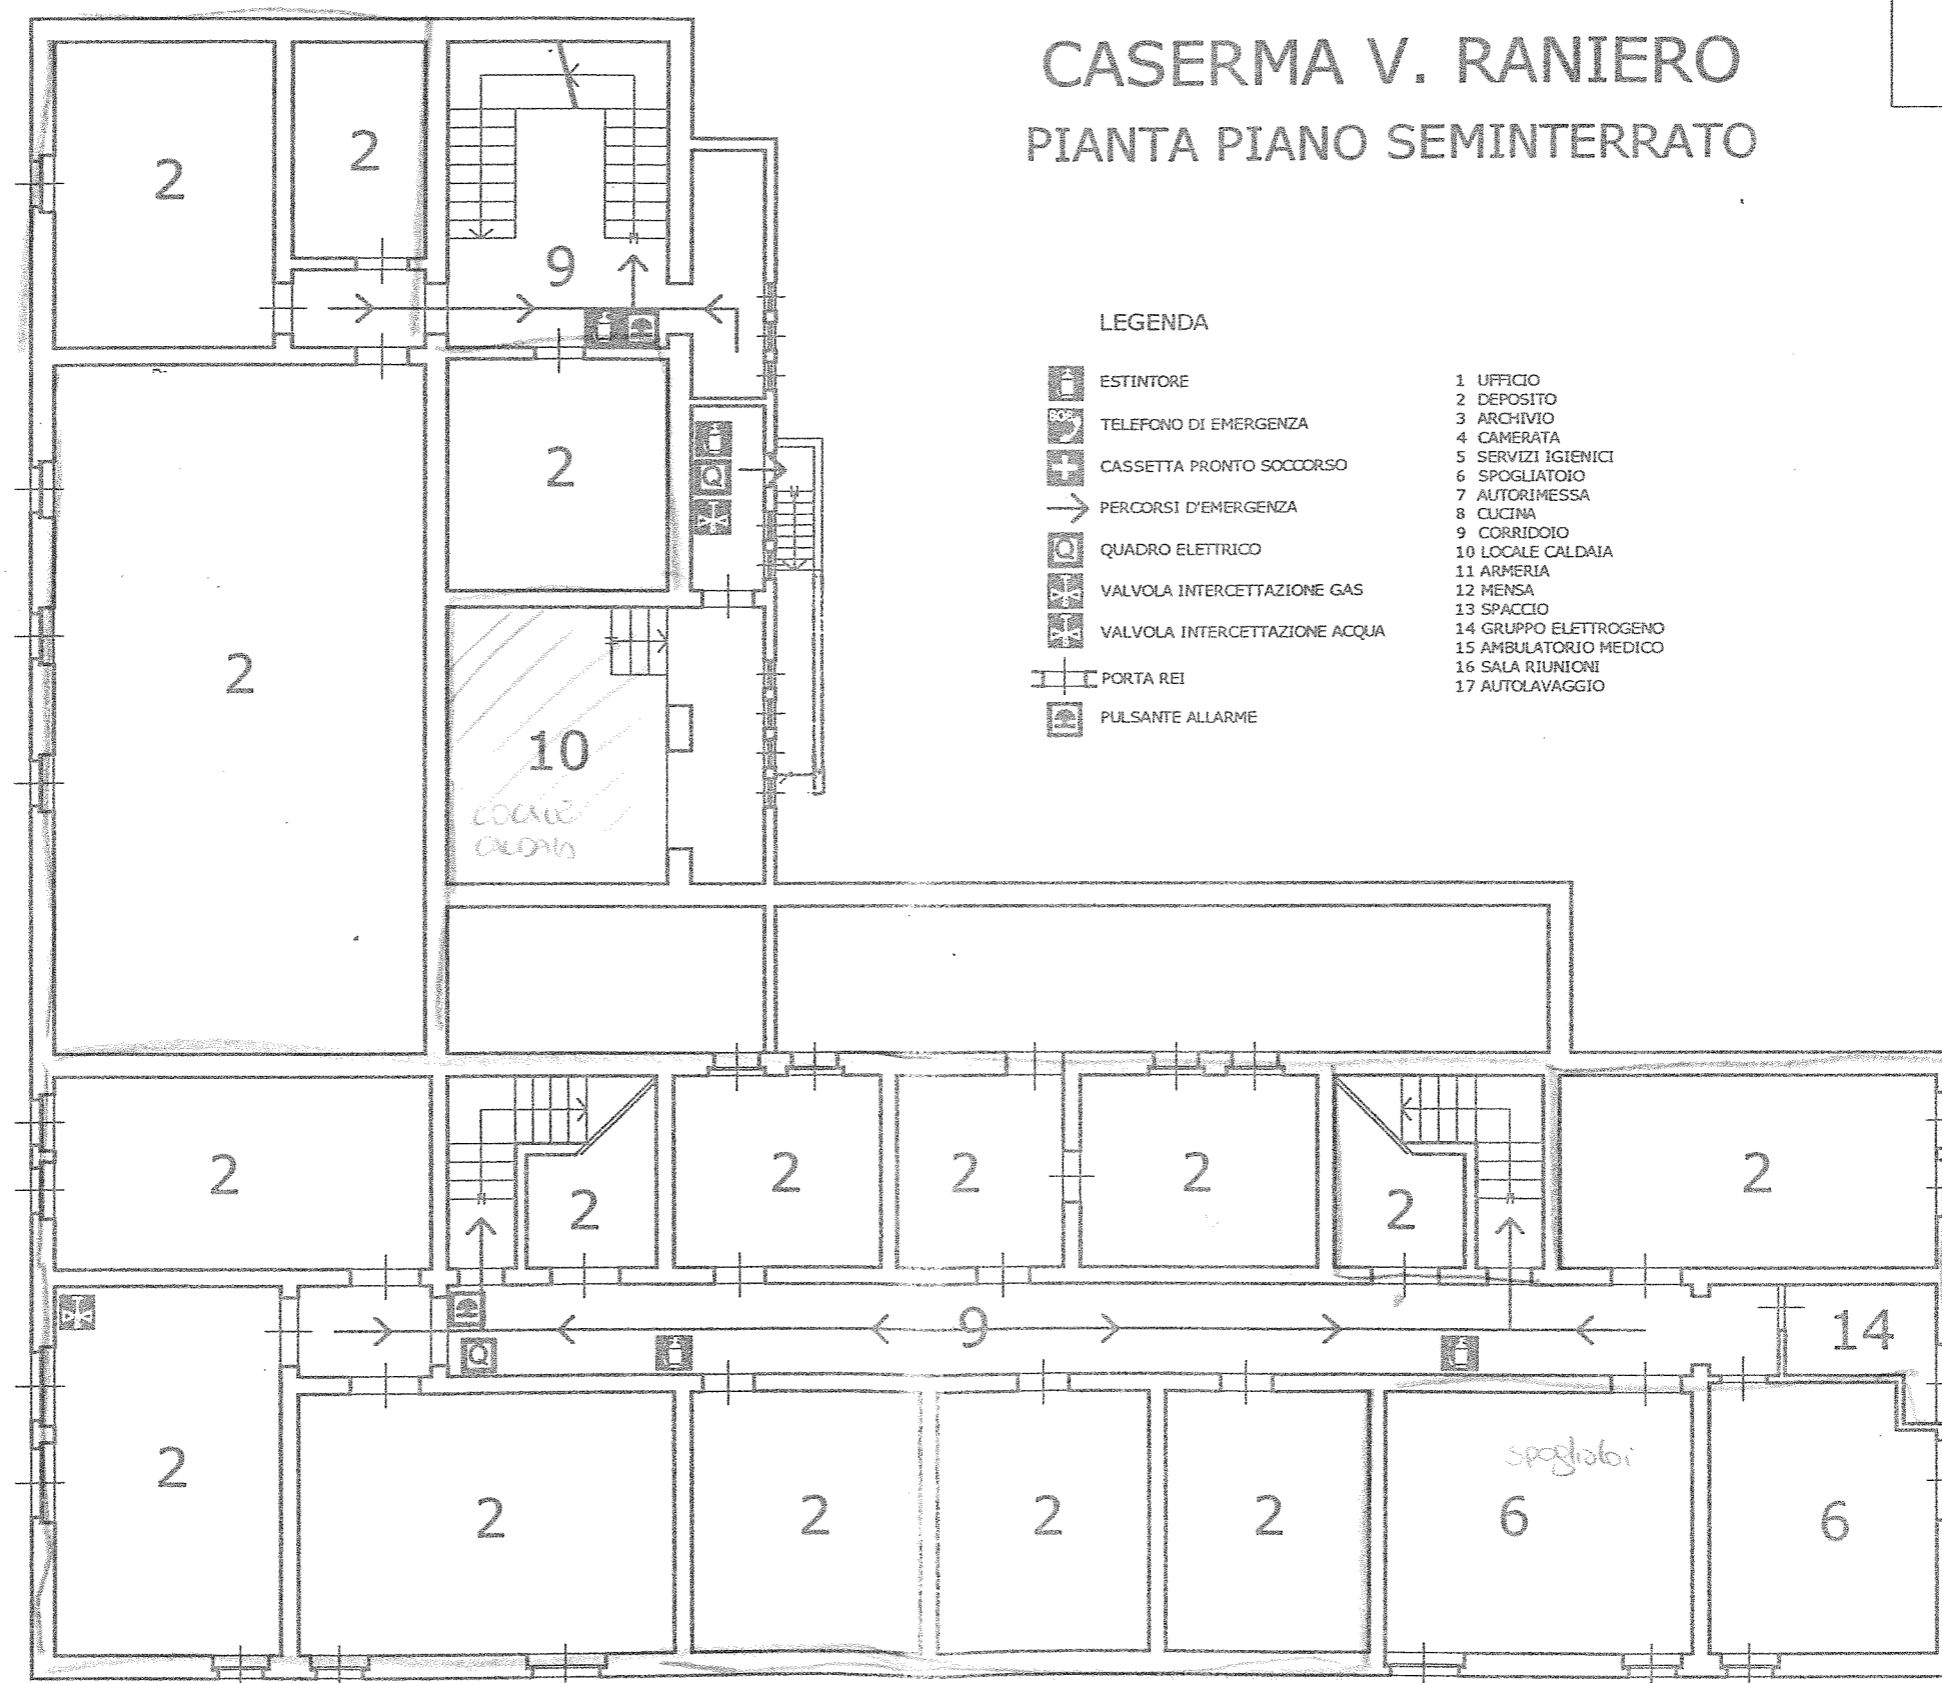 CASERMA V. RANIERO
PIANTA PIANO SEMINTERRATO
LEGENDA
ESTINTORE
TELEFONO DI EMERGENZA
CASSETTA PRONTO SOCCORSO
PERCORSI D'EMERGENZA
Q QUADRO ELETTRICO
VALVOLA INTERCETTAZIONE GAS
VALVOLA INTERCETTAZIONE ACQUA
PORTA REI
PULSANTE ALLARME
1 UFFICIO
2 DEPOSITO
3 ARCHIVIO
4 CAMERATA
5 SERVIZI IGIENICI
6 SPOGLIATOIO
7 AUTORIMESSA
8 CUCINA
9 CORRIDOIO
10 LOCALE CALDAIA
11 ARMERIA
12 MENSA
13 SPACCIO
14 GRUPPO ELETTROGENO
15 AMBULATORIO MEDICO
16 SALA RIUNIONI
17 AUTOLAVAGGIO
2
2
9
2
Q
2
10
LOCALE
CALDAIA
2
2
2
2
2
2
2
9
14
Q
2
2
2
2
2
spogliatoi
6
6